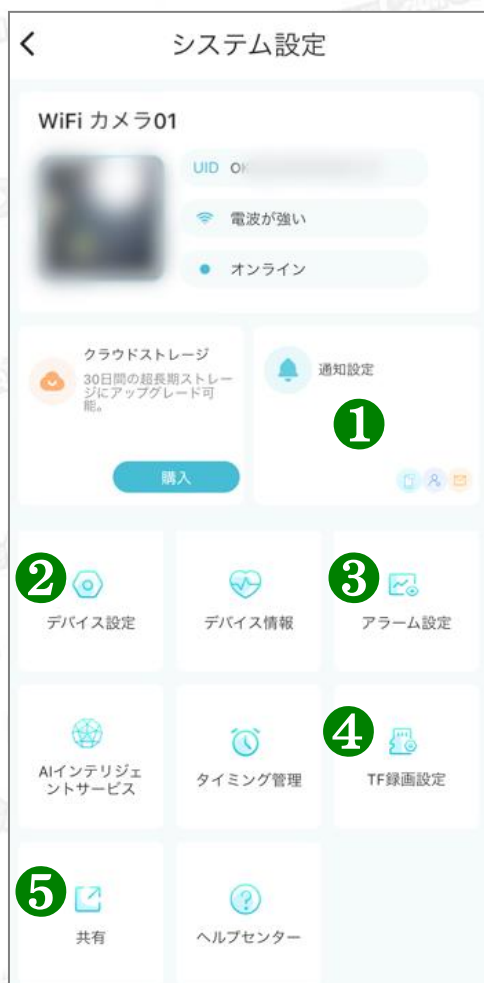 システム設定
WiFi カメラ01
UID
電波が強い
オンライン
クラウドストレージ
30日間の超長期ストレー
ジにアップグレード可
能。
購入
通知設定
1
2
デバイス設定
デバイス情報
3
アラーム設定
AIインテリジェ
ントサービス
タイミング管理
4
TF録画設定
5
共有
ヘルプセンター